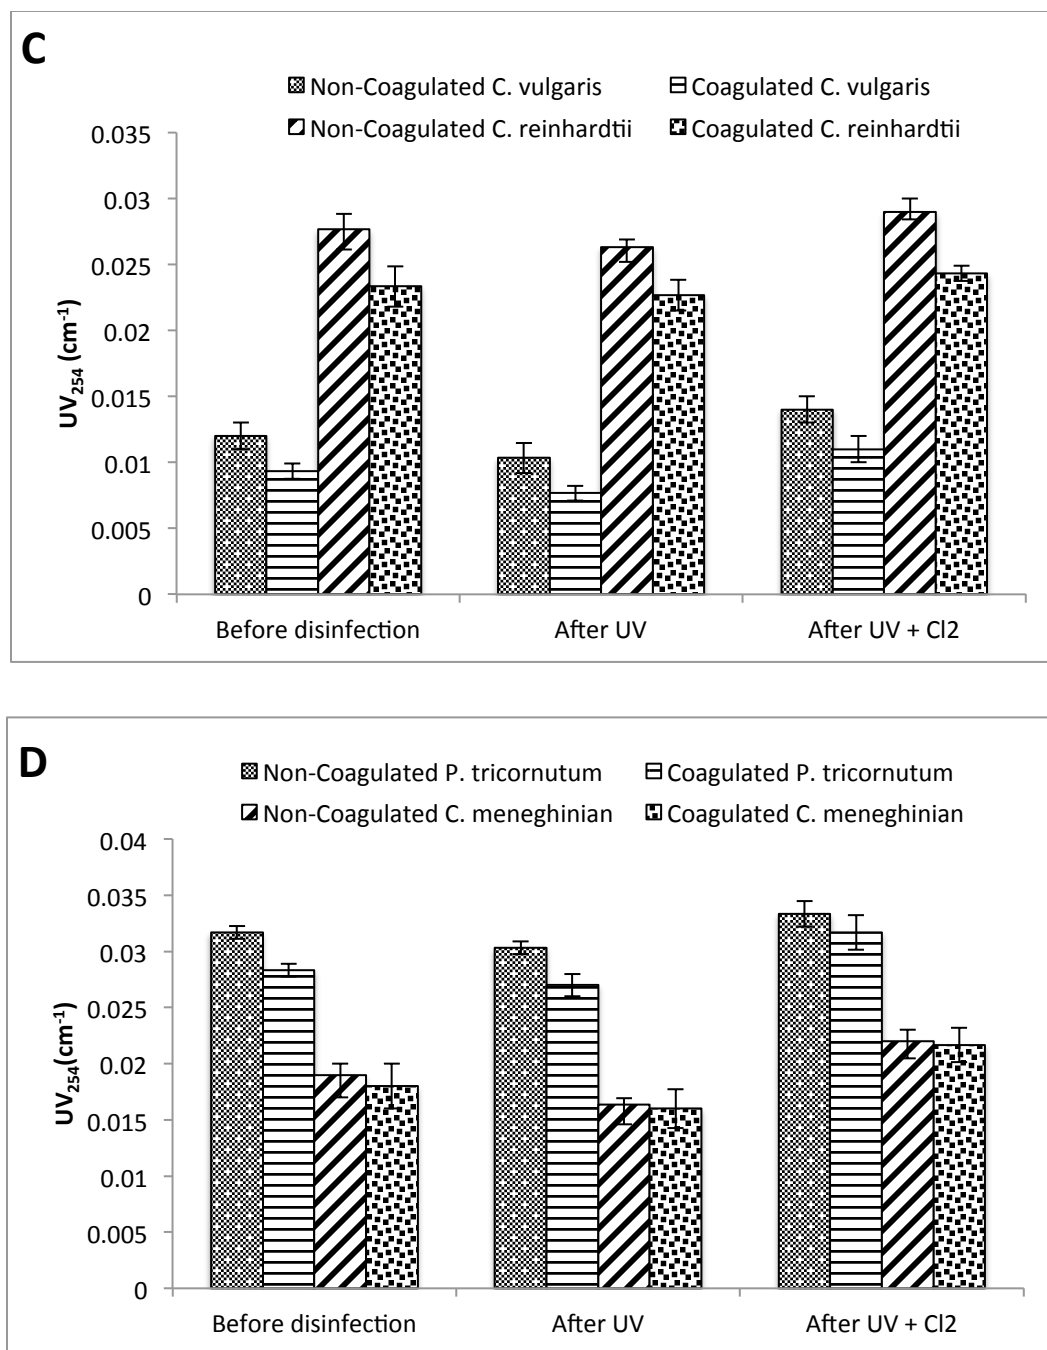 C
Non-Coagulated C. vulgaris Coagulated C. vulgaris
Non-Coagulated C. reinhardtii Coagulated C. reinhardtii
0.035
0.03
0.025
0.02
0.015
0.01
0.005
0
UV254 (cm-1)
Before disinfection After UV After UV + Cl2
D
Non-Coagulated P. tricornutum Coagulated P. tricornutum
Non-Coagulated C. meneghinian Coagulated C. meneghinian
0.04
0.035
0.03
0.025
0.02
0.015
0.01
0.005
0
UV254(cm-1)
Before disinfection After UV After UV + Cl2